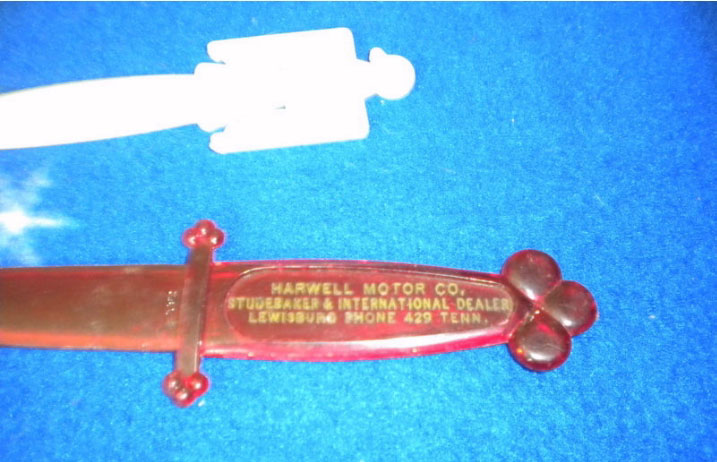 HARWELL MOTOR CO.
STUDEBAKER & INTERNATIONAL DEALER
LEWISBURG PHONE 429 TENN.